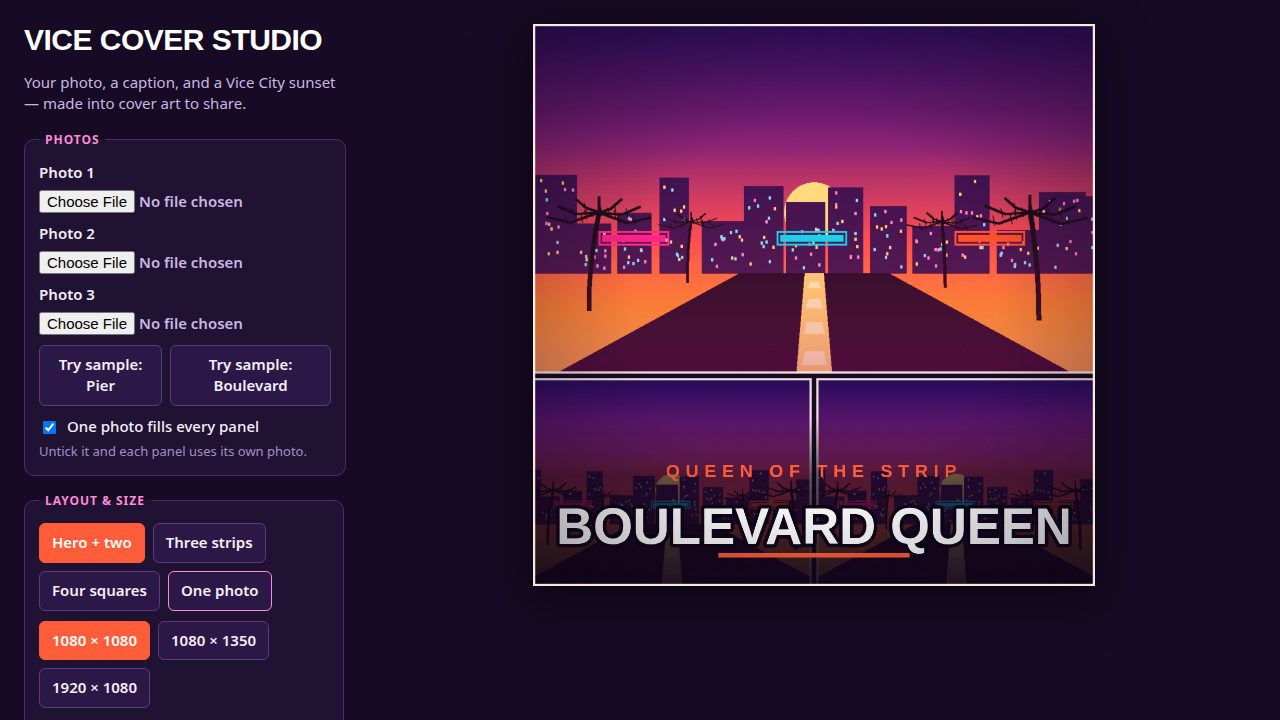 VICE COVER STUDIO
Your photo, a caption, and a Vice City sunset
— made into cover art to share.
PHOTOS
Photo 1
Choose File No file chosen
Photo 2
Choose File No file chosen
Photo 3
Choose File No file chosen
Try sample:
Pier
Try sample:
Boulevard
One photo fills every panel
Untick it and each panel uses its own photo.
LAYOUT & SIZE
Hero + two
Three strips
Four squares
One photo
1080 × 1080
1080 × 1350
1920 × 1080
QUEEN OF THE STRIP
BOULEVARD QUEEN